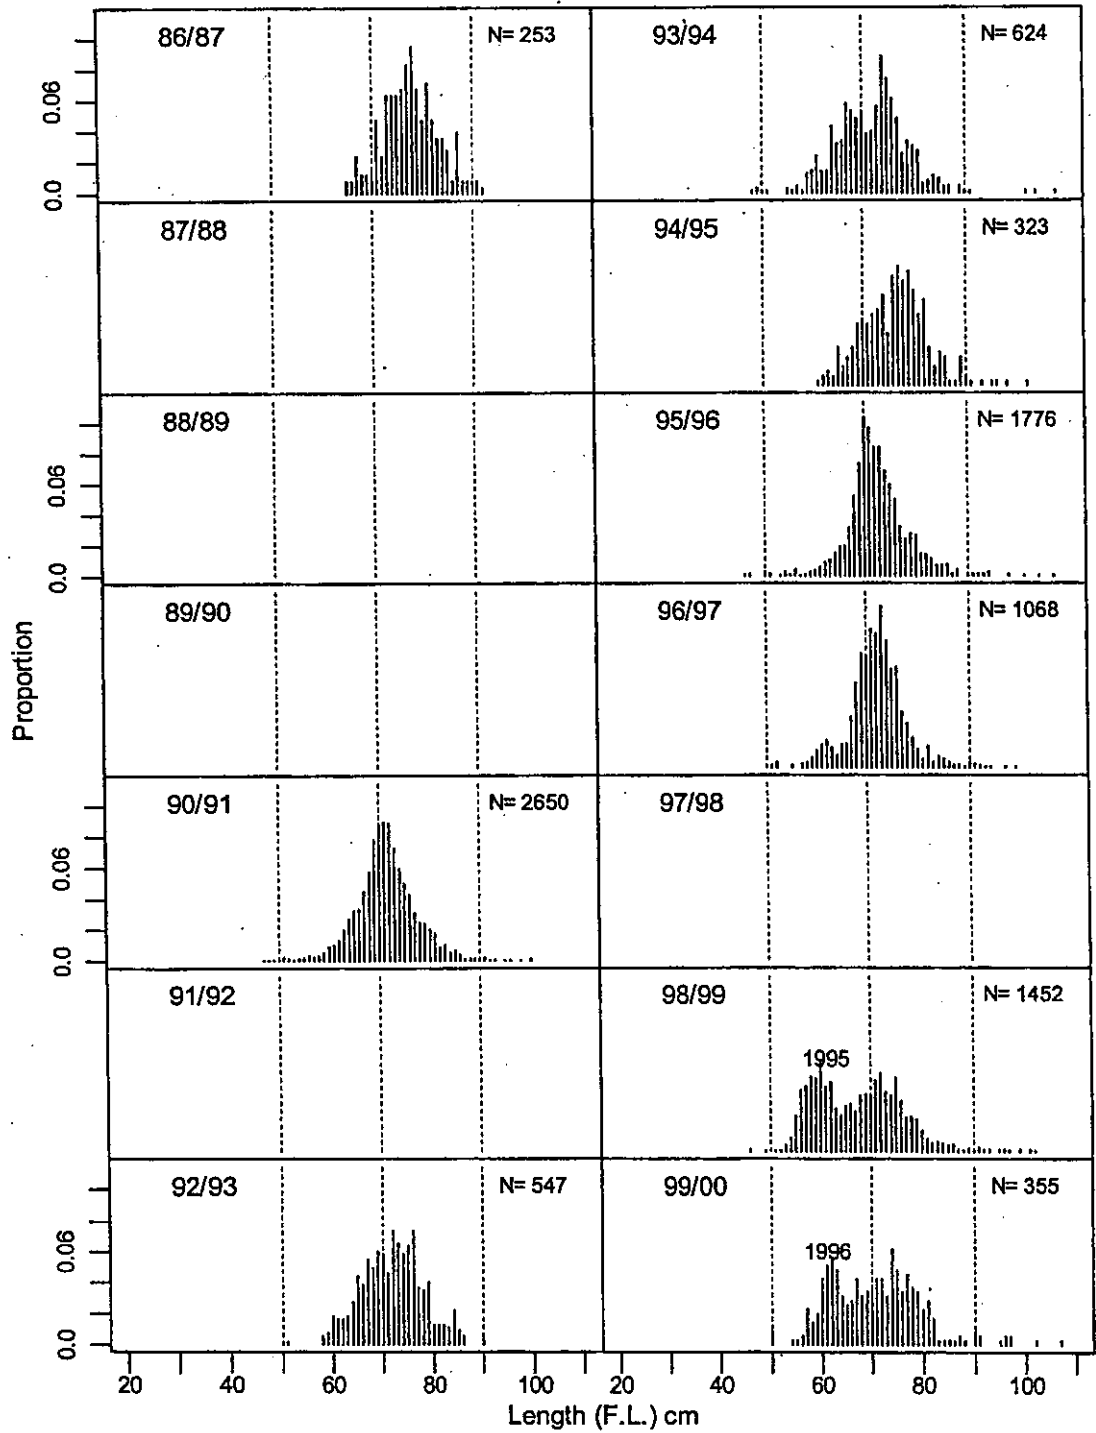 86/87 N= 253 93/94 N= 624
0.06
0.0
87/88 94/95 N= 323
88/89 95/96 N= 1776
0.06
0.0
89/90 96/97 N= 1068
Proportion
90/91 N= 2650 97/98
0.06
0.0
91/92 98/99 N= 1452
1995
92/93 N= 547 99/00 N= 355
0.06 1996
0.0
20 40 60 80 100 20 60 80 100
Length (F.L.) cm